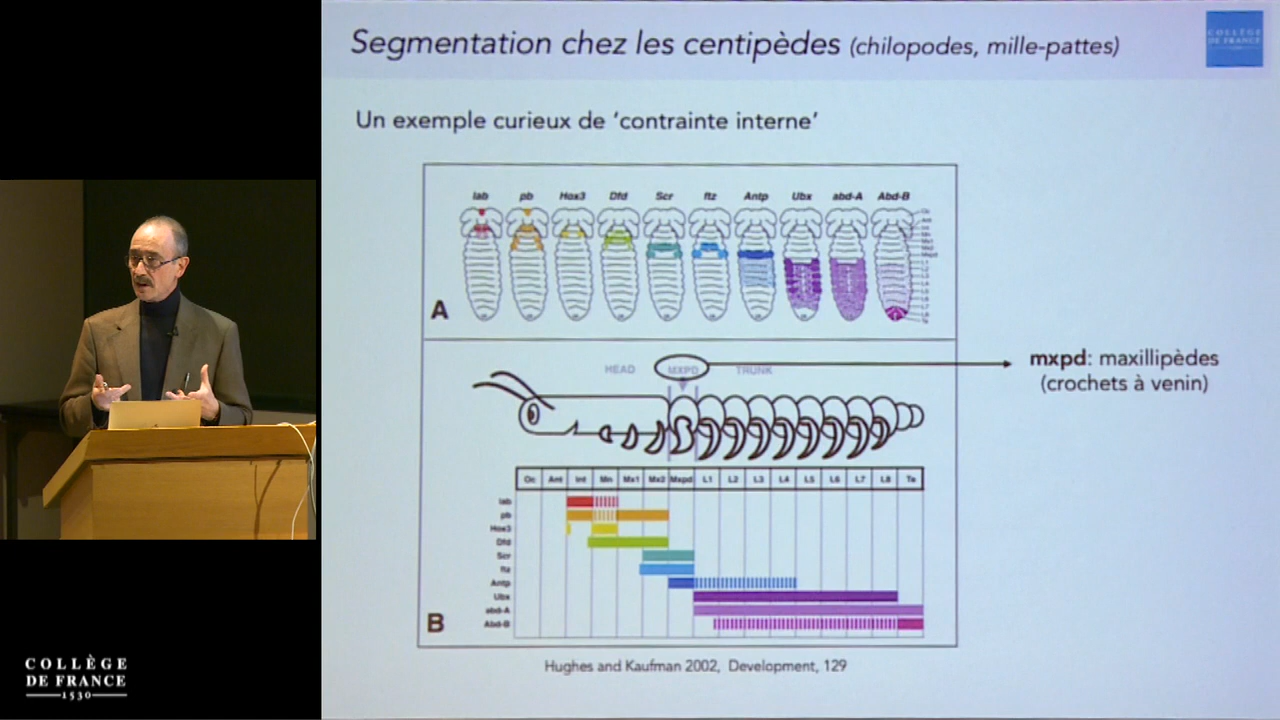 Segmentation chez les centipèdes (chilopodes, mille-pattes)
COLLÈGE
DE FRANCE
Un exemple curieux de ‘contrainte interne’
lab pb Hox3 Dfd Scr ftz Antp Ubx abd-A Abd-B
A
HEAD MXPD TRUNK
mxpd: maxillipèdes
(crochets à venin)
Oc Ant Int Mn Mx1 Mx2 Mxpd L1 L2 L3 L4 L5 L6 L7 L8 Te
lab
pb
Hox3
Dfd
Scr
ftz
Antp
Ubx
abd-A
Abd-B
B
Hughes and Kaufman 2002, Development, 129
COLLÈGE
DE FRANCE
1530